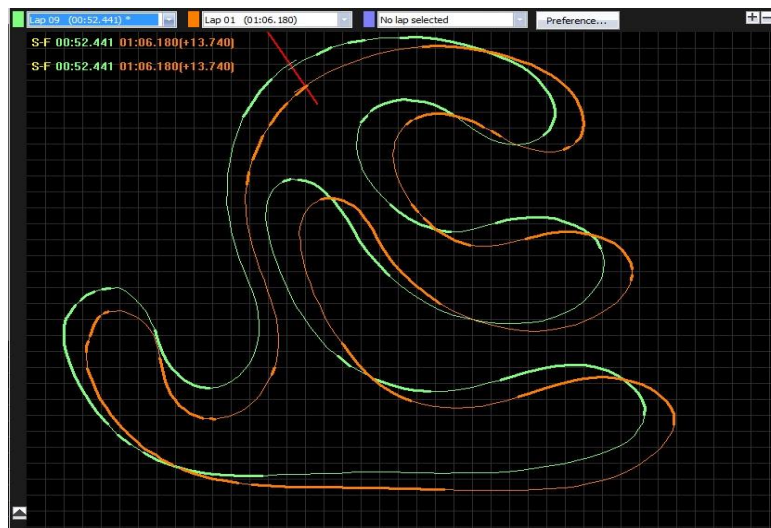 Lap 09 (00:52.441) * Lap 01 (01:06.180) No lap selected Preference...
S-F 00:52.441 01:06.180(+13.740)
S-F 00:52.441 01:06.180(+13.740)